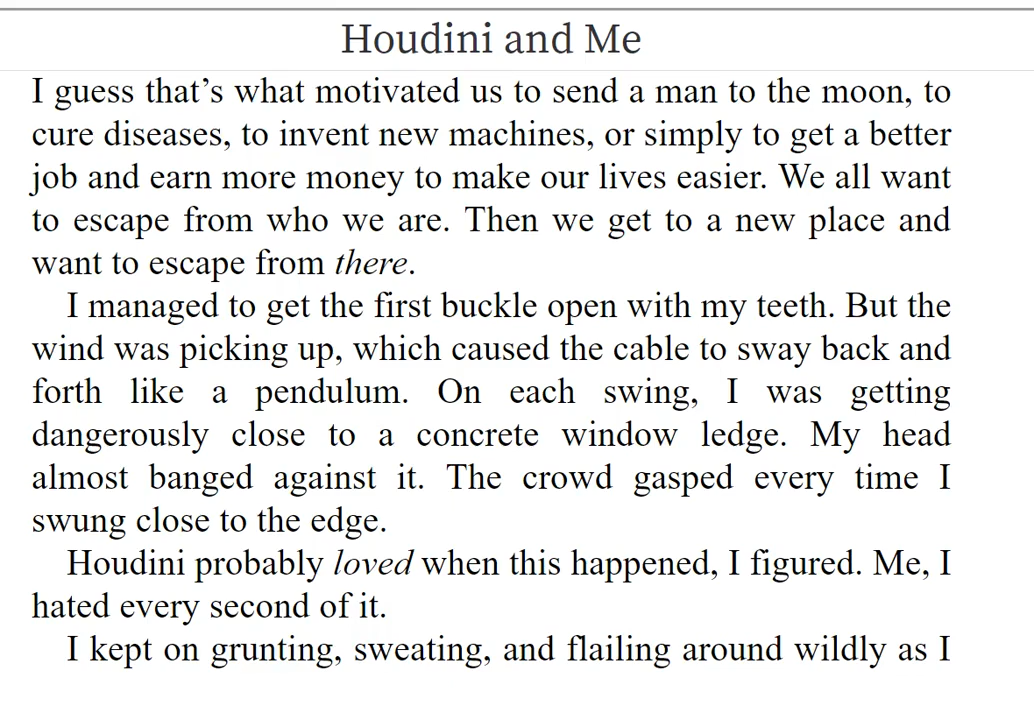 Houdini and Me
I guess that’s what motivated us to send a man to the moon, to
cure diseases, to invent new machines, or simply to get a better
job and earn more money to make our lives easier. We all want
to escape from who we are. Then we get to a new place and
want to escape from there.
I managed to get the first buckle open with my teeth. But the
wind was picking up, which caused the cable to sway back and
forth like a pendulum. On each swing, I was getting
dangerously close to a concrete window ledge. My head
almost banged against it. The crowd gasped every time I
swung close to the edge.
Houdini probably loved when this happened, I figured. Me, I
hated every second of it.
I kept on grunting, sweating, and flailing around wildly as I